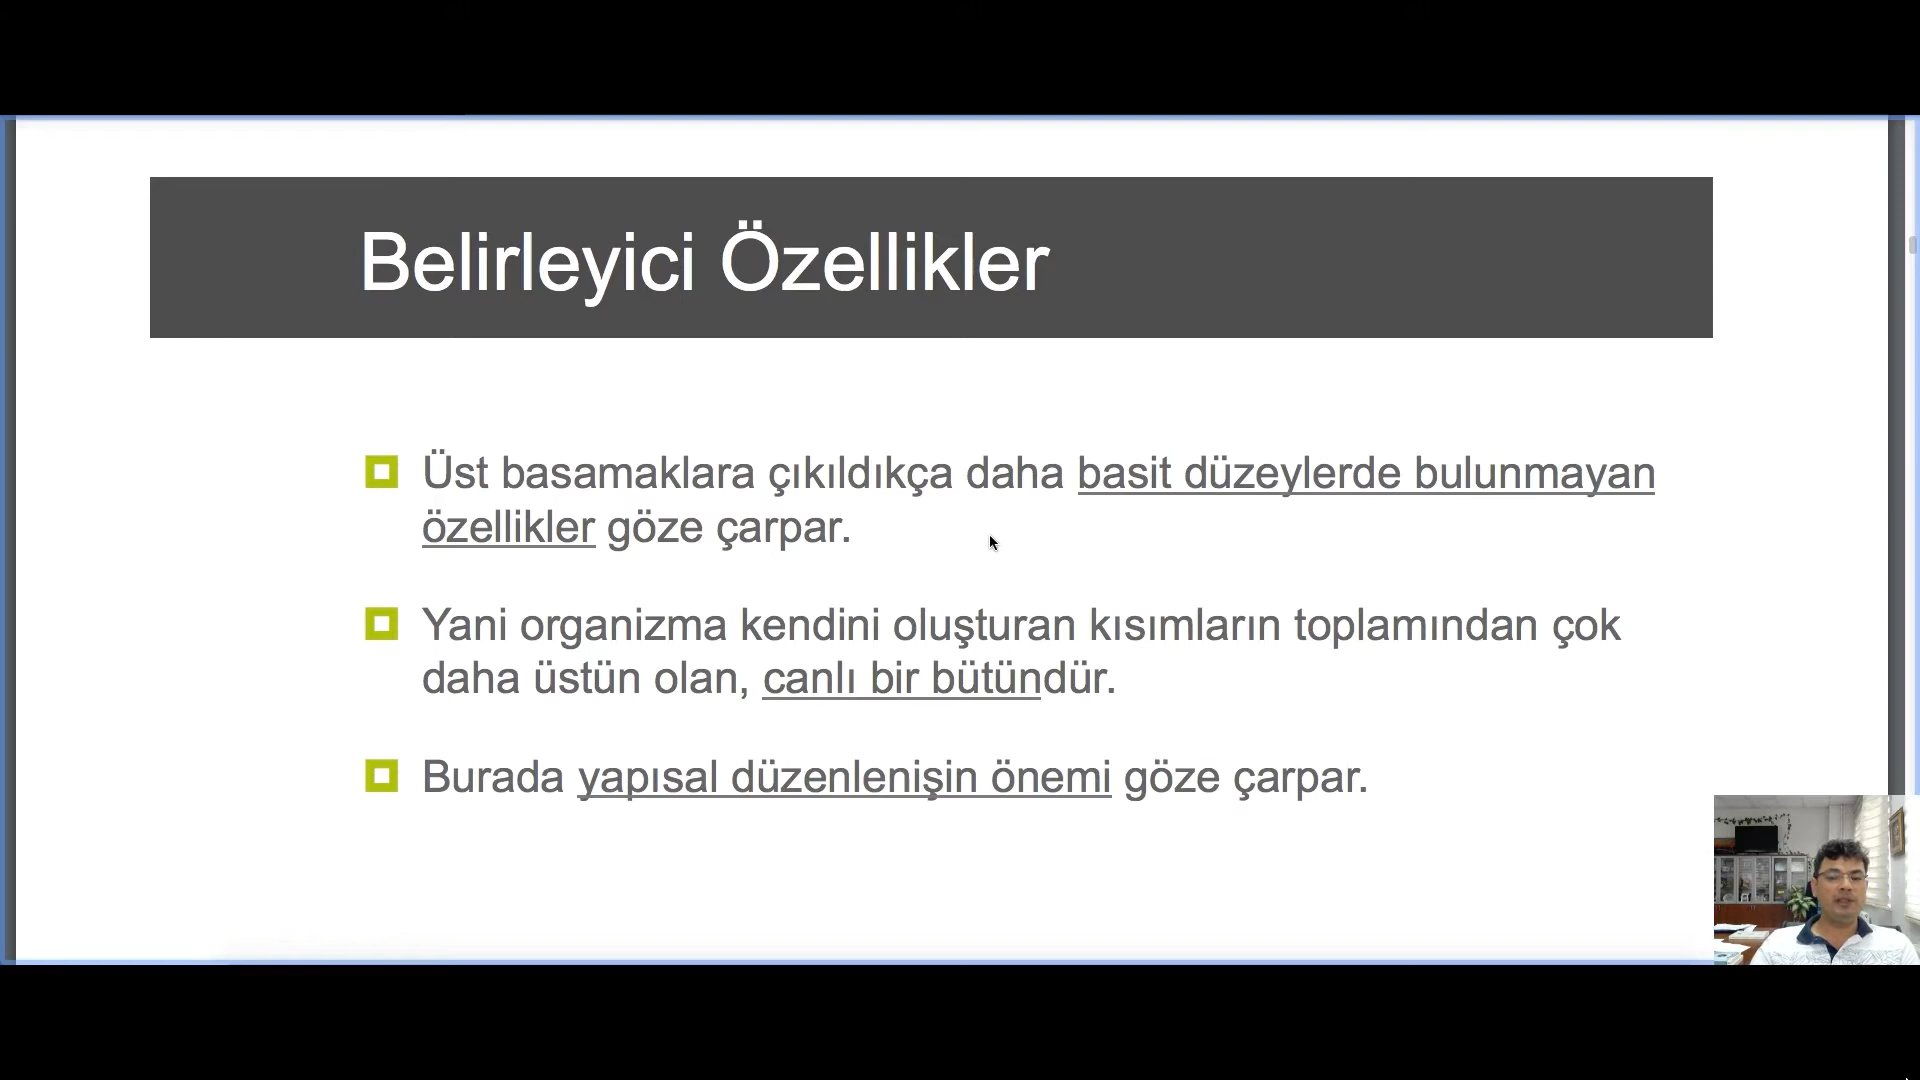 Belirleyici Özellikler
Üst basamaklara çıkıldıkça daha basit düzeylerde bulunmayan
özellikler göze çarpar.
Yani organizma kendini oluşturan kısımların toplamından çok
daha üstün olan, canlı bir bütündür.
Burada yapısal düzenlenişin önemi göze çarpar.